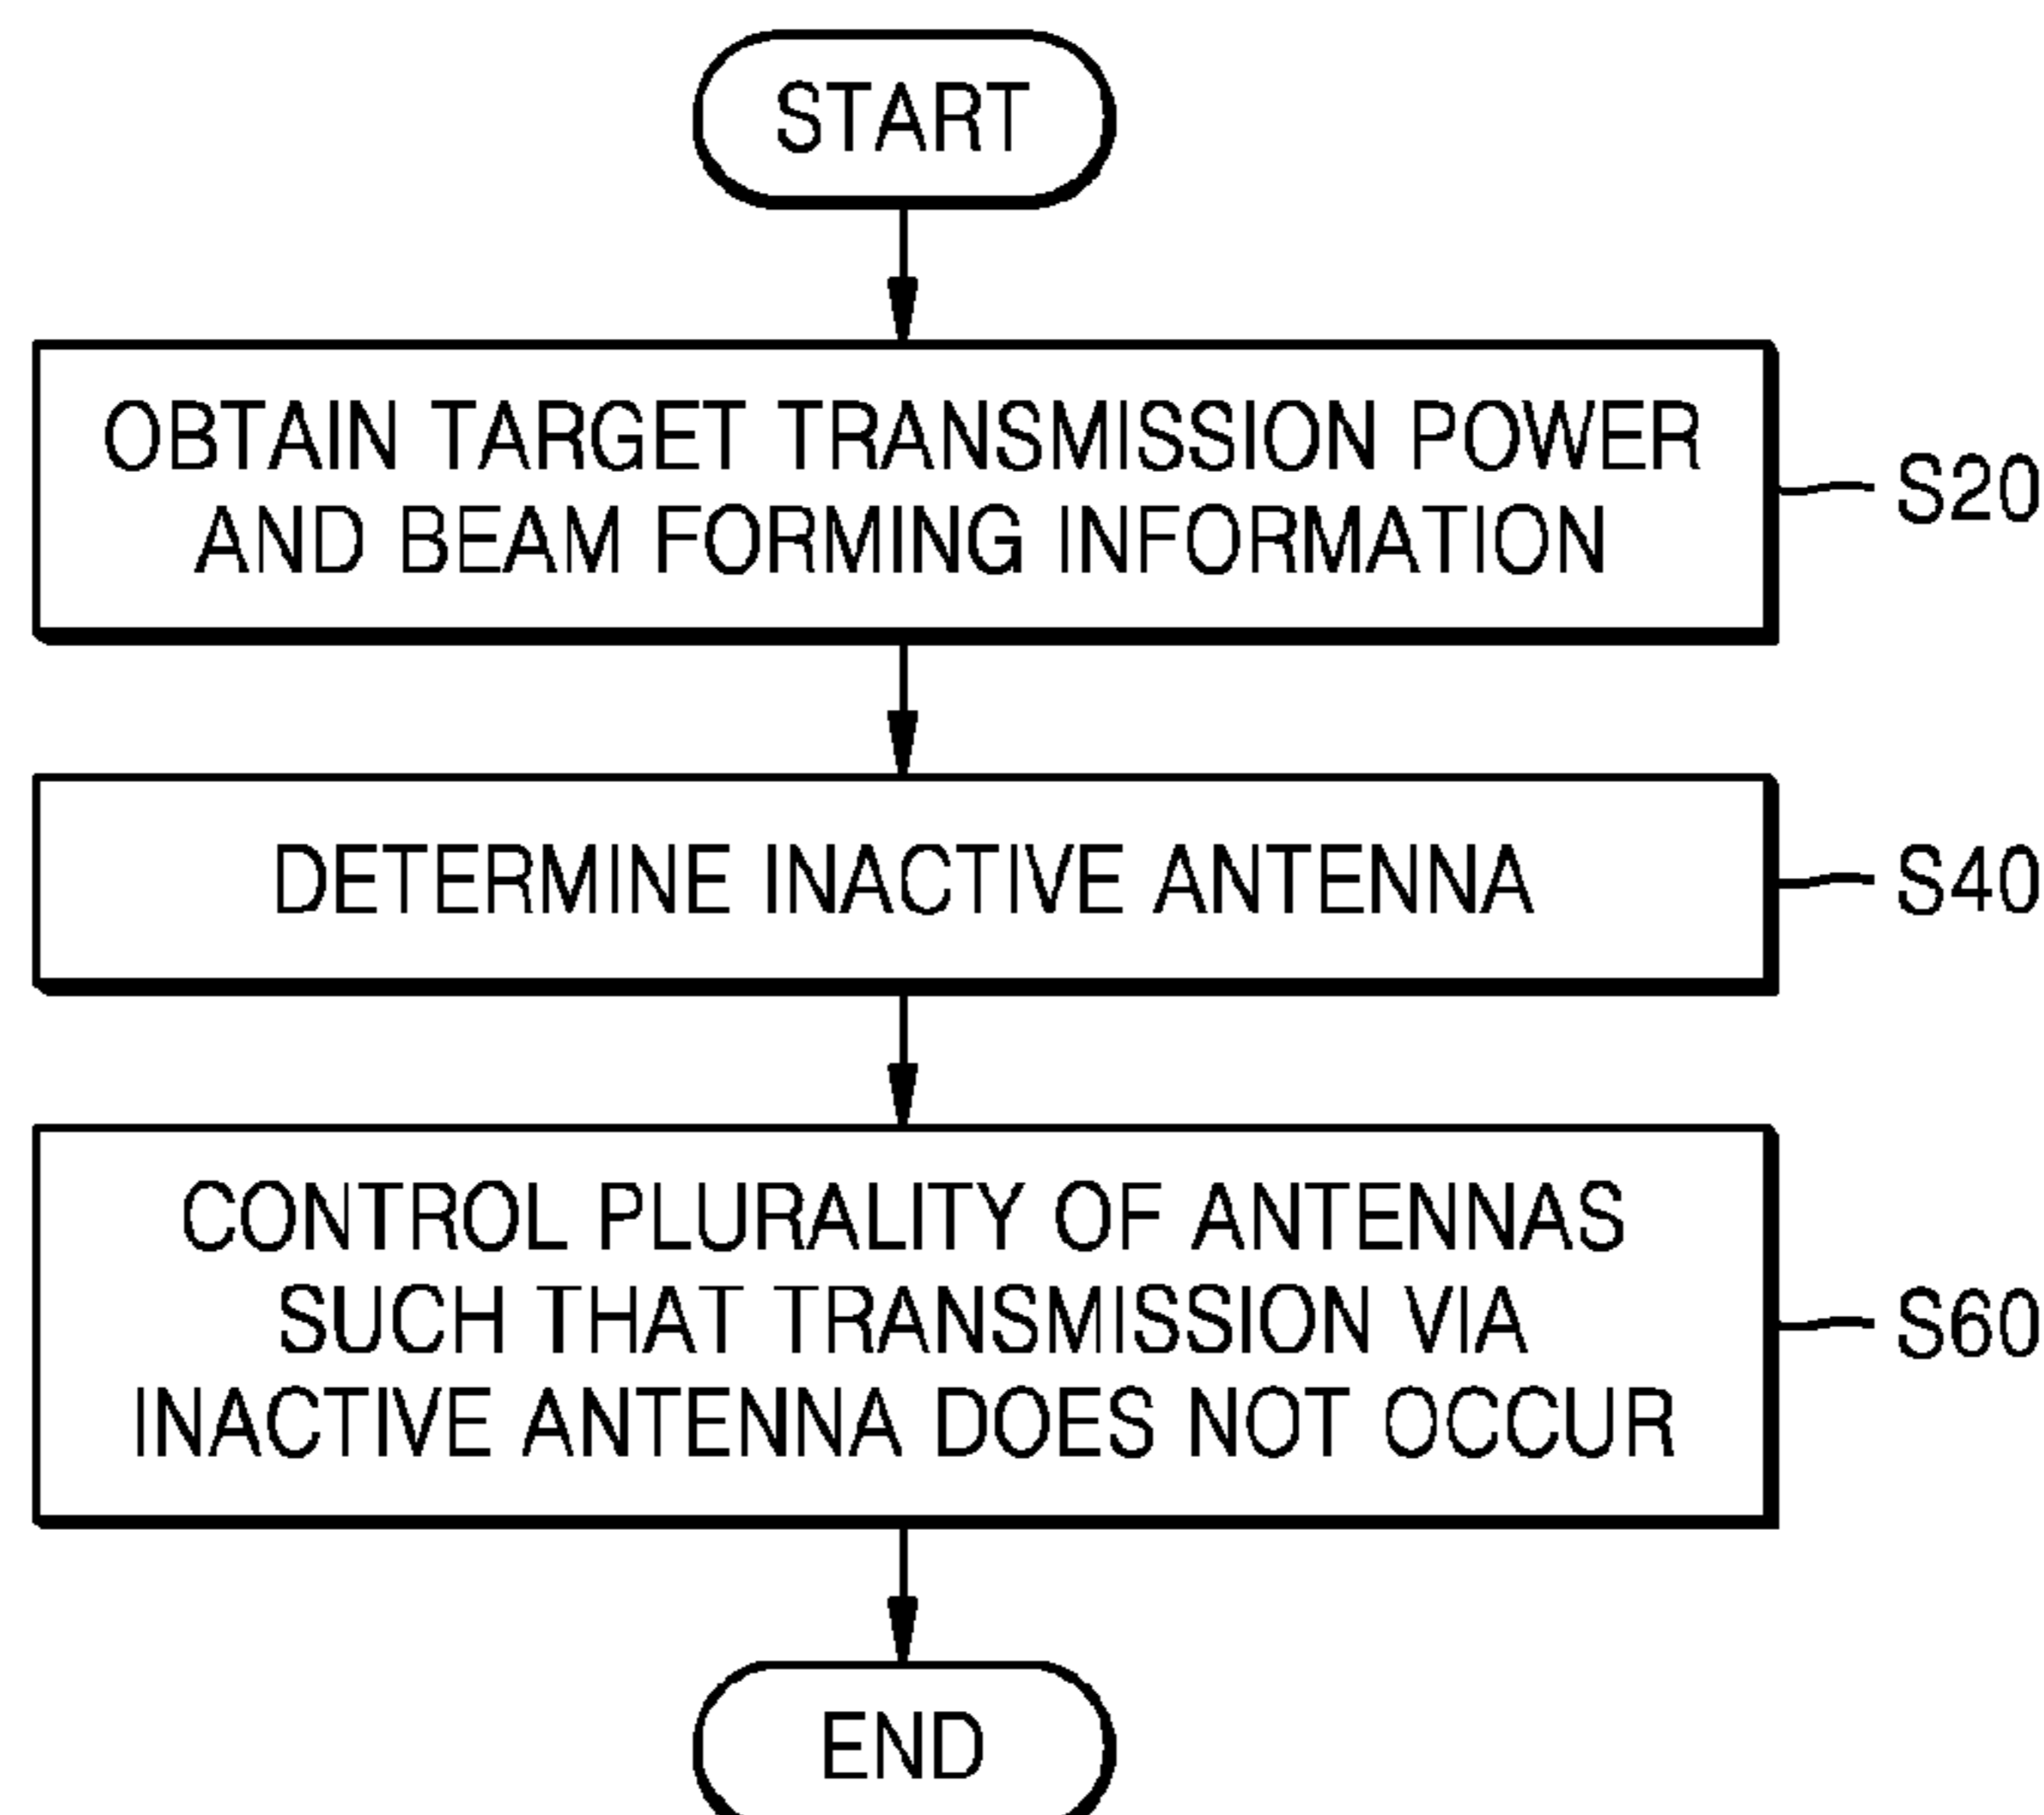 START
OBTAIN TARGET TRANSMISSION POWER
AND BEAM FORMING INFORMATION
S20
DETERMINE INACTIVE ANTENNA
S40
CONTROL PLURALITY OF ANTENNAS
SUCH THAT TRANSMISSION VIA
INACTIVE ANTENNA DOES NOT OCCUR
S60
END